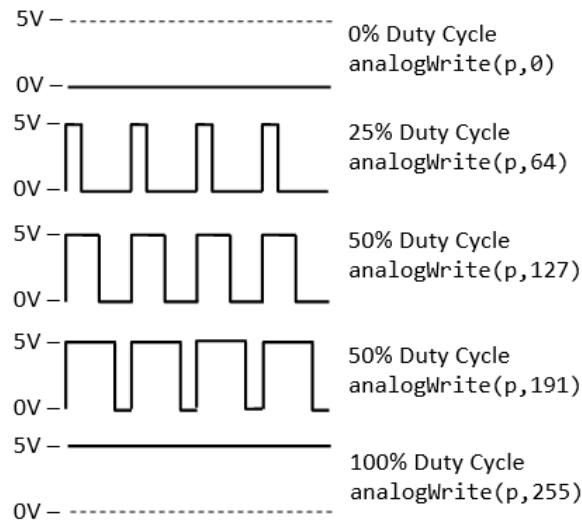 5V –
0% Duty Cycle
analogWrite(p,0)
0V –
5V –
25% Duty Cycle
analogWrite(p,64)
0V –
5V –
50% Duty Cycle
analogWrite(p,127)
0V –
5V –
50% Duty Cycle
analogWrite(p,191)
0V –
5V –
100% Duty Cycle
analogWrite(p,255)
0V –